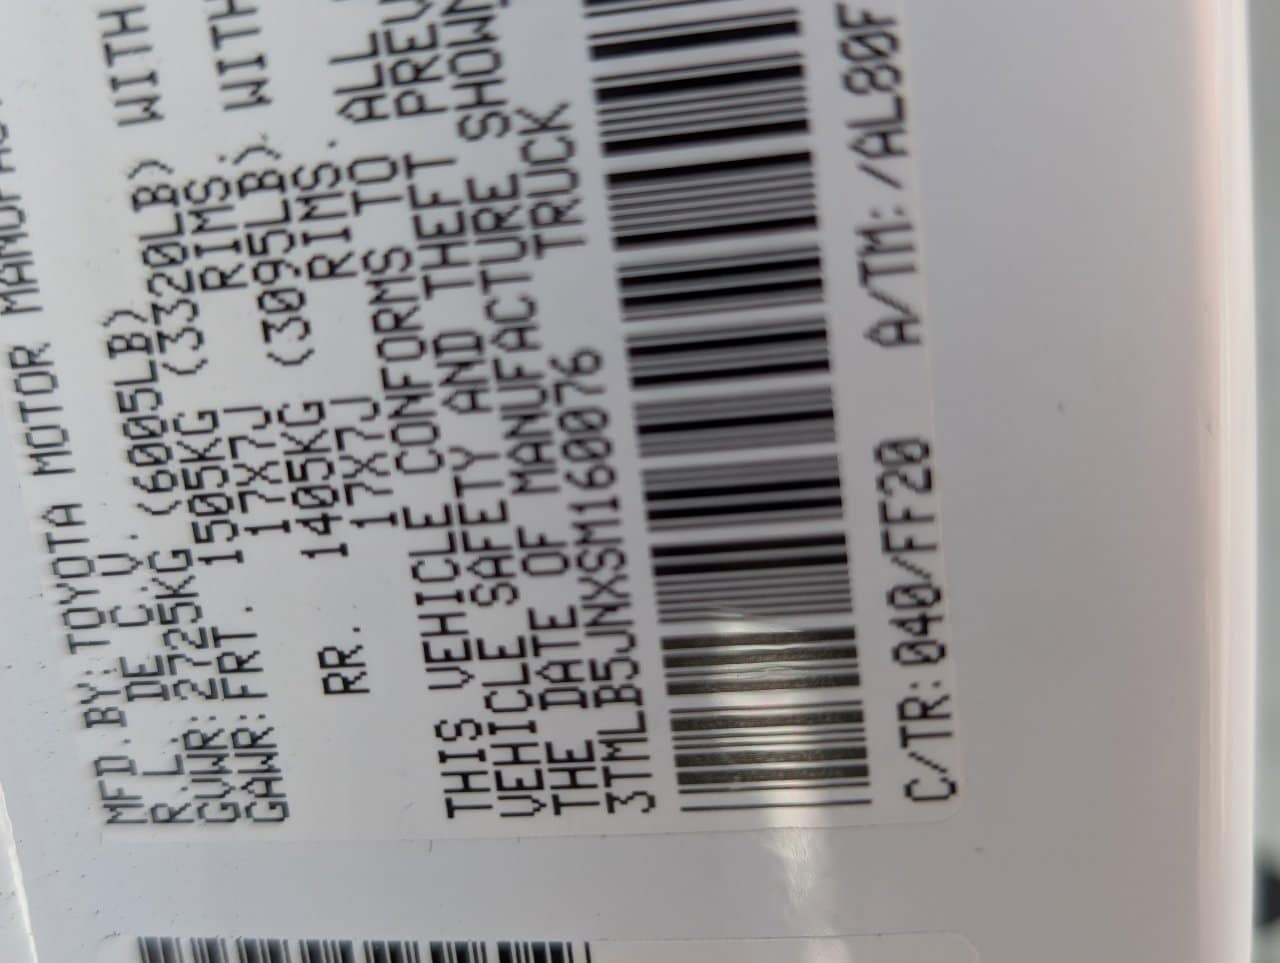 MFD.BY:TOYOTA MOTOR
R.L. DE C.V.
GVWR:2725KG (6005LB)
GAWR:FRT. 1505KG (3320LB) WITH
17X7J RIMS, WITH
RR. 1405KG (3095LB)
17X7J RIMS.
THIS VEHICLE CONFORMS TO ALL
VEHICLE SAFETY AND THEFT
THE DATE OF MANUFACTURE SHOWN
3TMLB5JNXSM160076 TRUCK
C/TR:040/FF20 A/TM:/AL80F